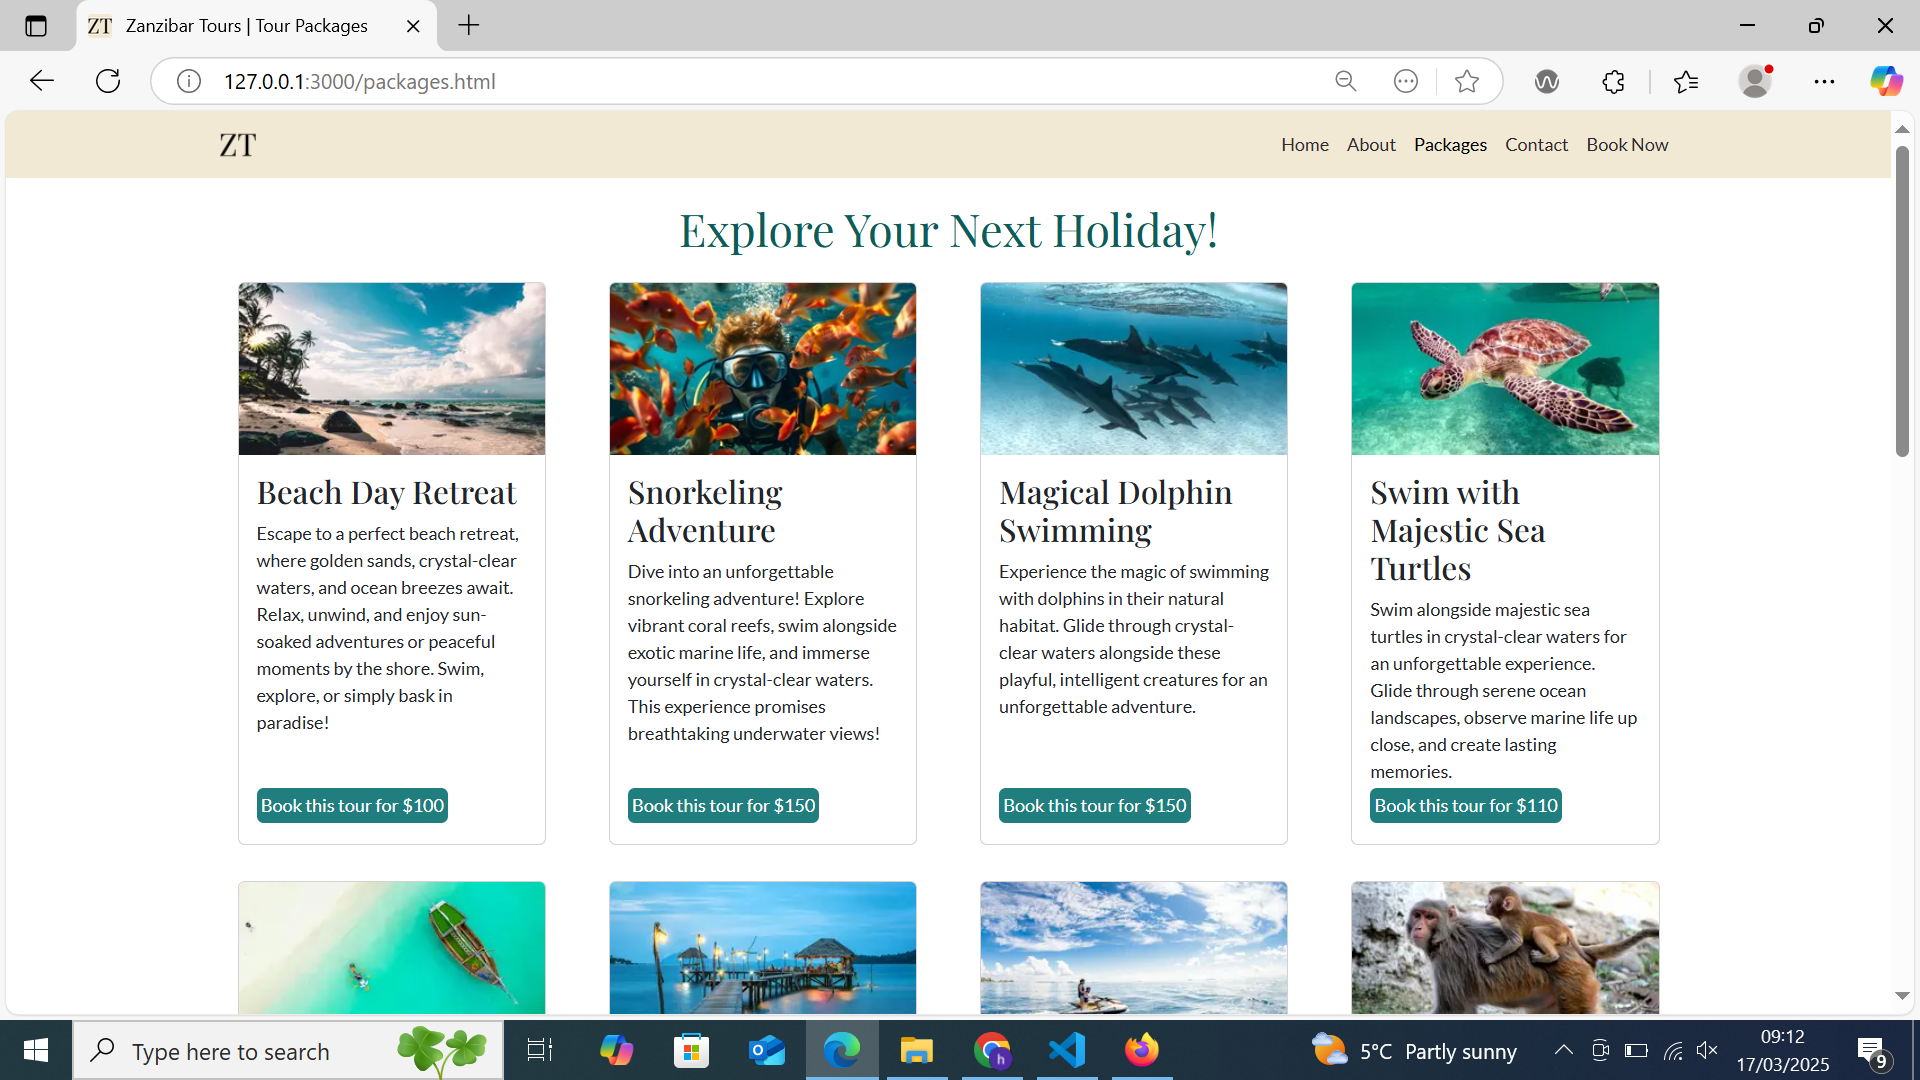 ZT Zanzibar Tours | Tour Packages
127.0.0.1:3000/packages.html
ZT
Home About Packages Contact Book Now
Explore Your Next Holiday!
Beach Day Retreat
Escape to a perfect beach retreat,
where golden sands, crystal-clear
waters, and ocean breezes await.
Relax, unwind, and enjoy sun-
soaked adventures or peaceful
moments by the shore. Swim,
explore, or simply bask in
paradise!
Book this tour for $100
Snorkeling
Adventure
Dive into an unforgettable
snorkeling adventure! Explore
vibrant coral reefs, swim alongside
exotic marine life, and immerse
yourself in crystal-clear waters.
This experience promises
breathtaking underwater views!
Book this tour for $150
Magical Dolphin
Swimming
Experience the magic of swimming
with dolphins in their natural
habitat. Glide through crystal-
clear waters alongside these
playful, intelligent creatures for an
unforgettable adventure.
Book this tour for $150
Swim with
Majestic Sea
Turtles
Swim alongside majestic sea
turtles in crystal-clear waters for
an unforgettable experience.
Glide through serene ocean
landscapes, observe marine life up
close, and create lasting
memories.
Book this tour for $110
Type here to search
5°C Partly sunny
09:12
17/03/2025
9